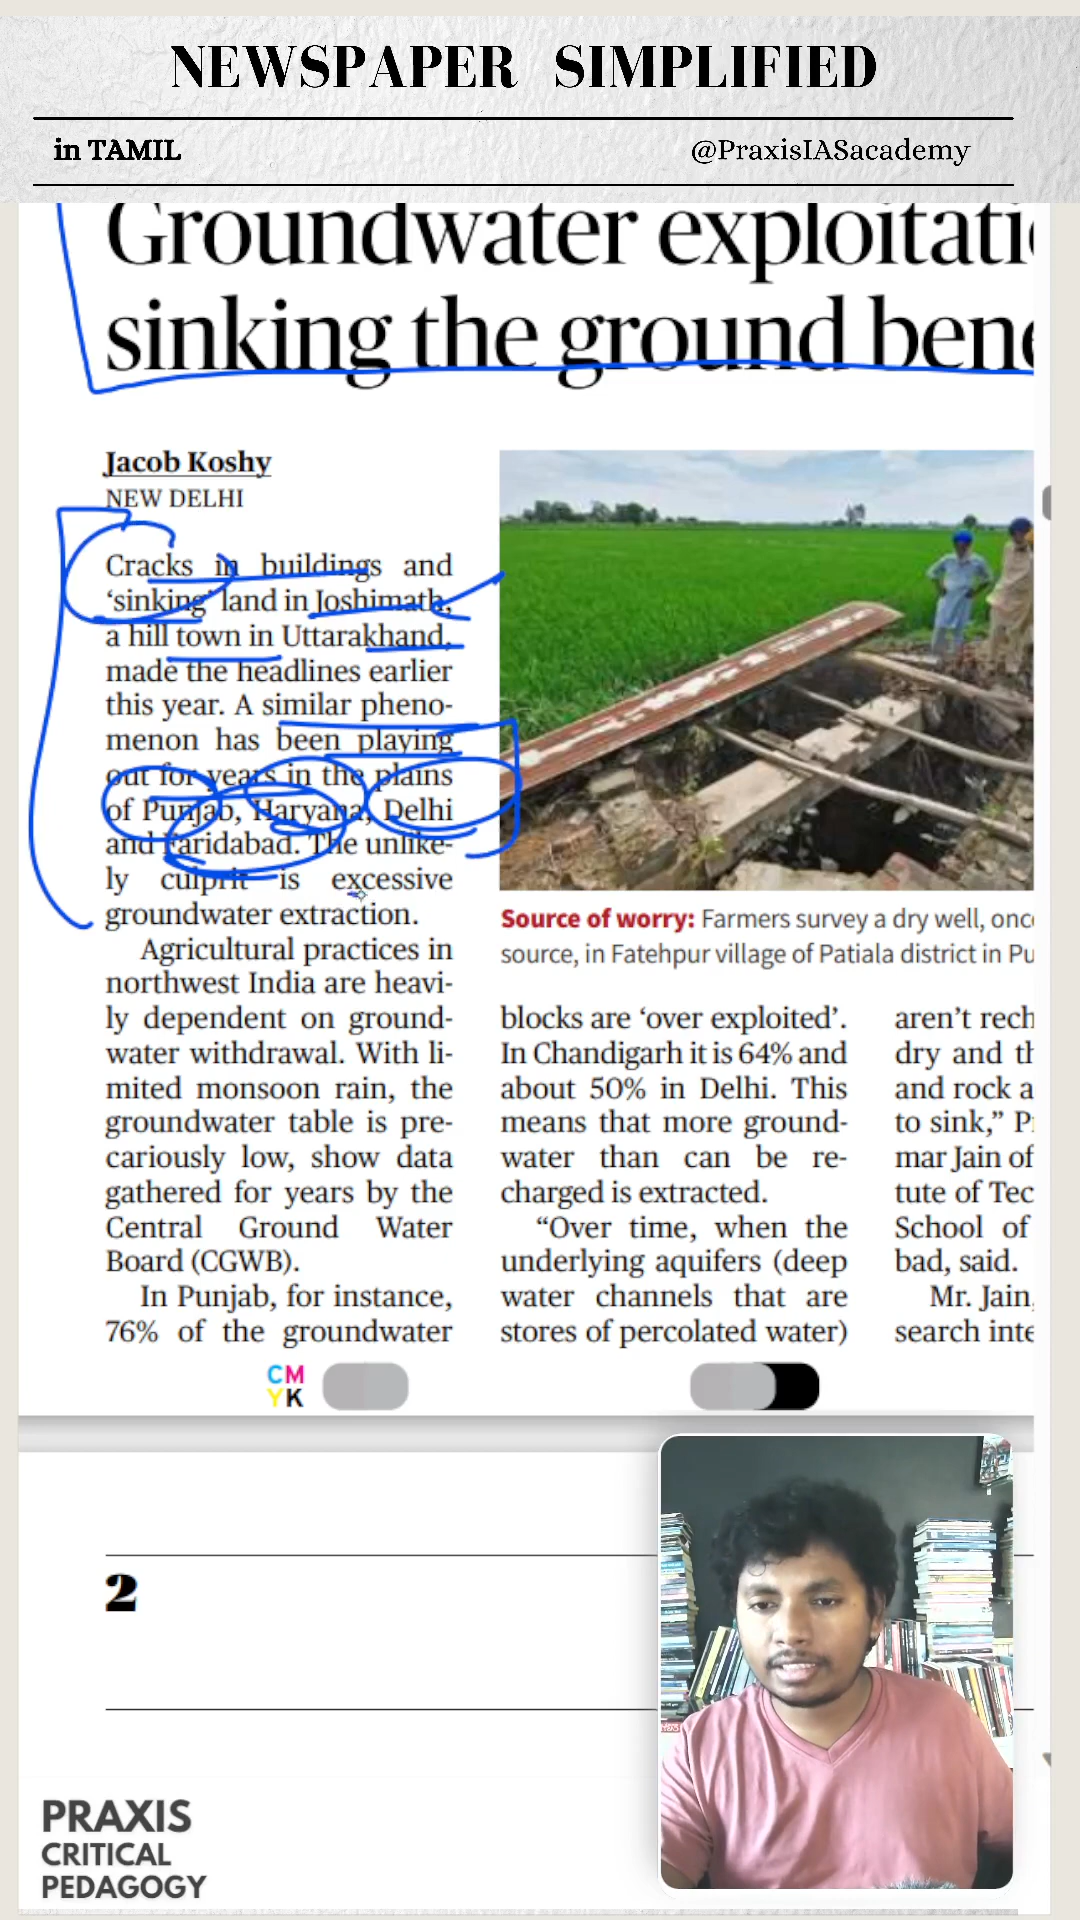 NEWSPAPER SIMPLIFIED
in TAMIL
@PraxisIASacademy
Groundwater exploitati
sinking the ground bene
Jacob Koshy
NEW DELHI
Cracks in buildings and
‘sinking’ land in Joshimath,
a hill town in Uttarakhand,
made the headlines earlier
this year. A similar pheno-
menon has been playing
out for years in the plains
of Punjab, Haryana, Delhi
and Faridabad. The unlike-
ly culprit is excessive
groundwater extraction.
Agricultural practices in
northwest India are heavi-
ly dependent on ground-
water withdrawal. With li-
mited monsoon rain, the
groundwater table is pre-
cariously low, show data
gathered for years by the
Central Ground Water
Board (CGWB).
In Punjab, for instance,
76% of the groundwater
Source of worry: Farmers survey a dry well, once
source, in Fatehpur village of Patiala district in Pu
blocks are ‘over exploited’.
In Chandigarh it is 64% and
about 50% in Delhi. This
means that more ground-
water than can be re-
charged is extracted.
“Over time, when the
underlying aquifers (deep
water channels that are
stores of percolated water)
aren’t rech
dry and th
and rock a
to sink,” P
mar Jain of
tute of Tec
School of
bad, said.
Mr. Jain,
search inte
CM
YK
2
PRAXIS
CRITICAL
PEDAGOGY